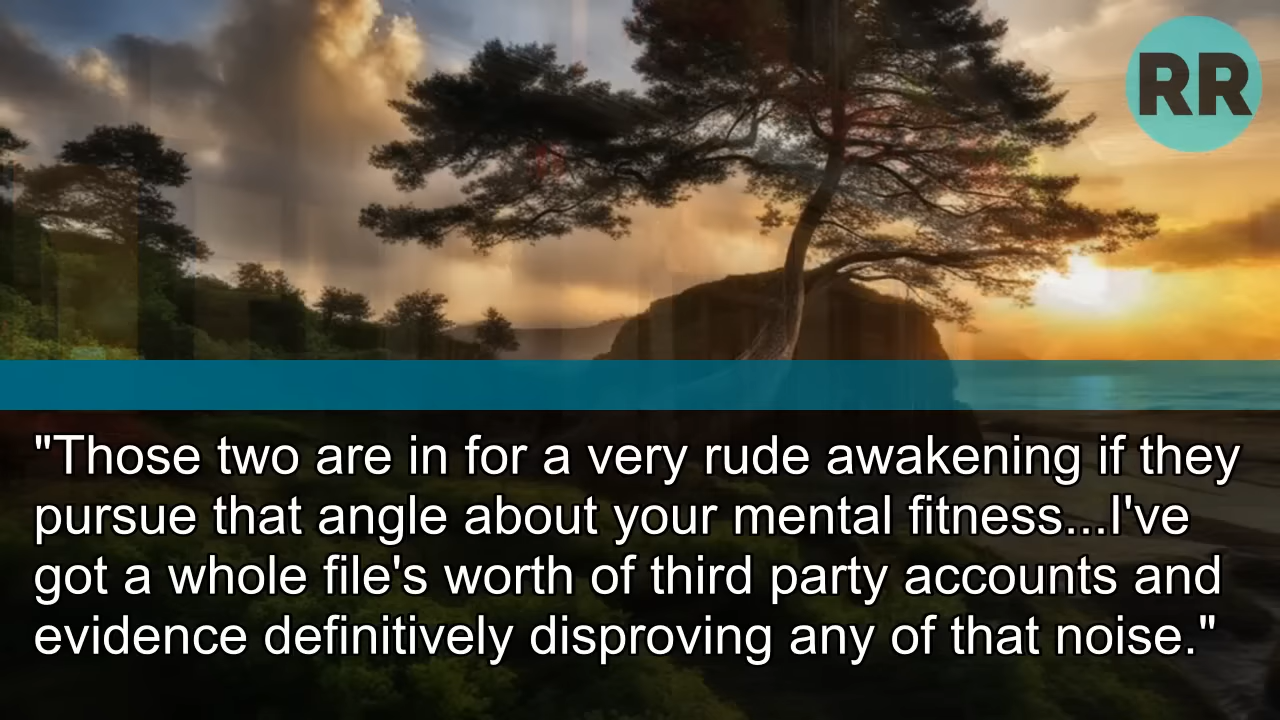 RR
"Those two are in for a very rude awakening if they
pursue that angle about your mental fitness...I've
got a whole file's worth of third party accounts and
evidence definitively disproving any of that noise."